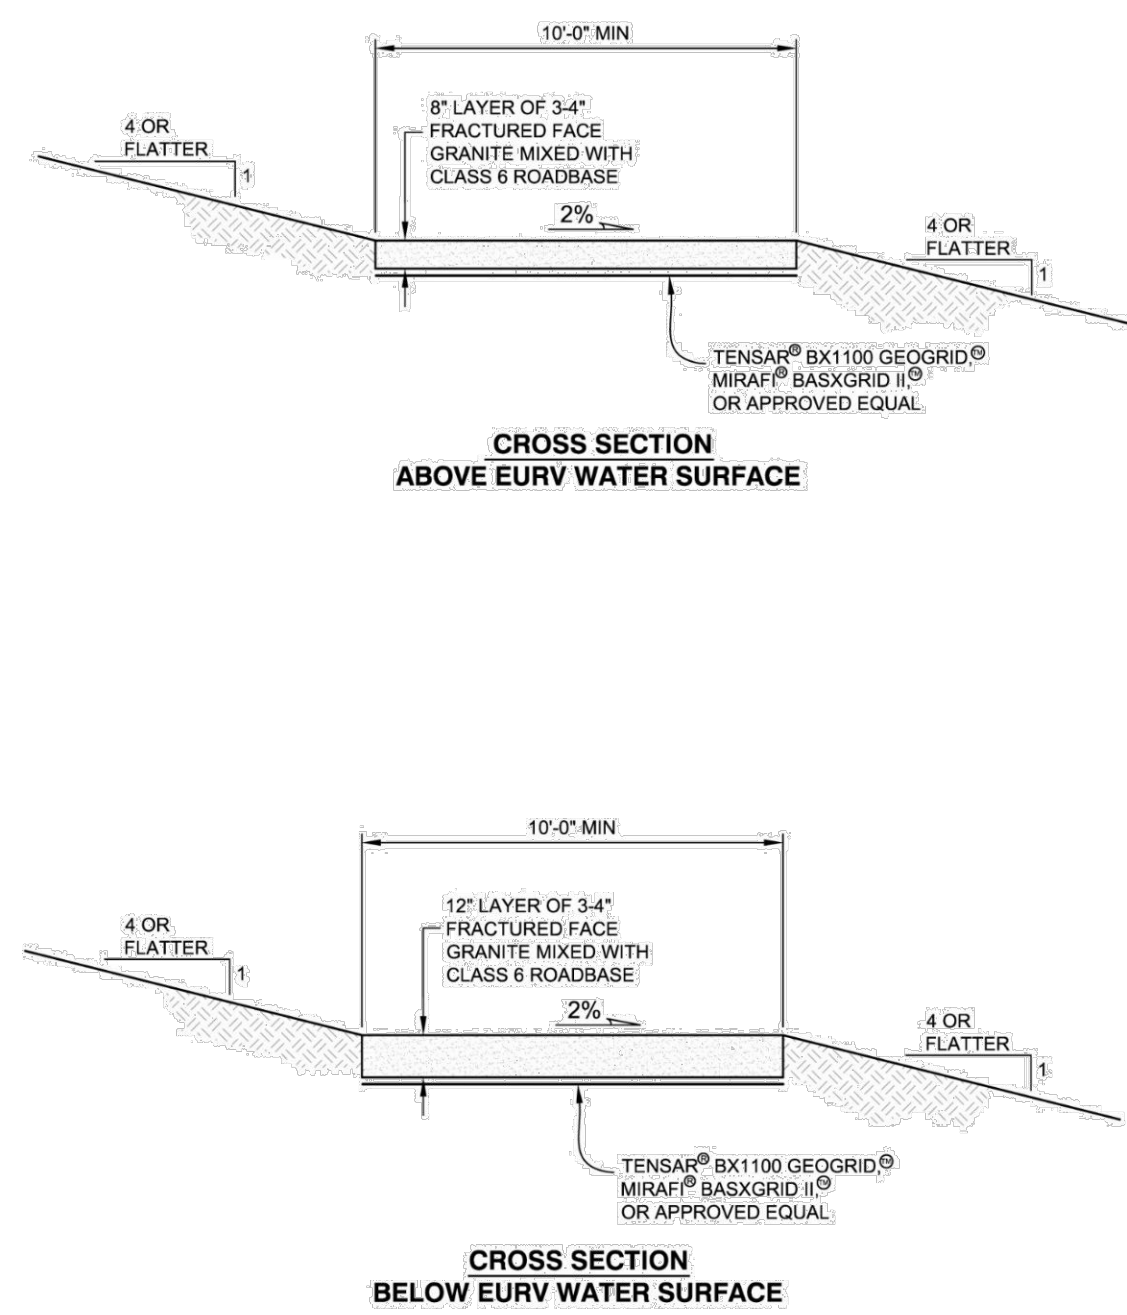 10'-0" MIN
8" LAYER OF 3-4"
FRACTURED FACE
GRANITE MIXED WITH
CLASS 6 ROADBASE
4 OR
FLATTER
1
2%
4 OR
FLATTER
1
TENSAR® BX1100 GEOGRID,™
MIRAFI® BASXGRID II,™
OR APPROVED EQUAL
CROSS SECTION
ABOVE EURV WATER SURFACE
10'-0" MIN
12" LAYER OF 3-4"
FRACTURED FACE
GRANITE MIXED WITH
CLASS 6 ROADBASE
4 OR
FLATTER
1
2%
4 OR
FLATTER
1
TENSAR® BX1100 GEOGRID,™
MIRAFI® BASXGRID II,™
OR APPROVED EQUAL
CROSS SECTION
BELOW EURV WATER SURFACE